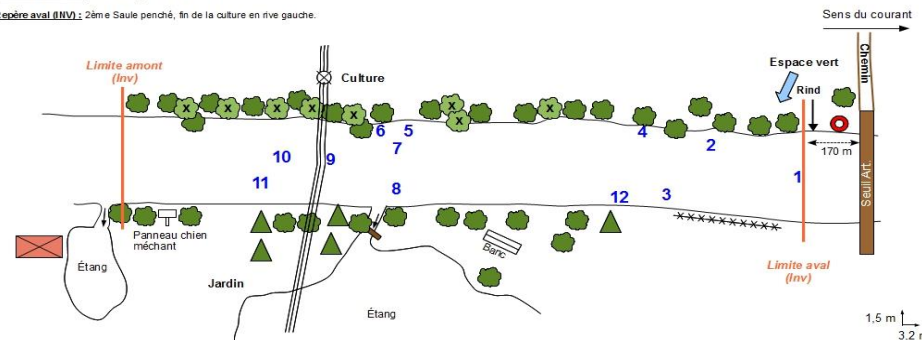 Repère aval (INV) : 2ème Saule penché, fin de la culture en rive gauche.
Sens du courant
Limite amont
(Inv)
Culture
Espace vert
Chemin
Rind
170 m
Seuil Art.
6
5
4
2
7
10
9
11
8
12
3
1
Panneau chien
méchant
Banc
Étang
Jardin
Étang
Limite aval
(Inv)
1,5 m
3,2 m